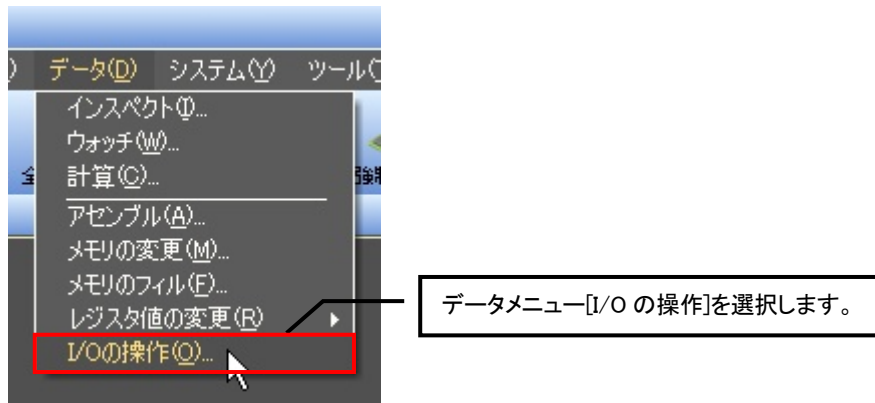 ) データ(D) システム(Y) ツール(
インスペクト(I)...
ウォッチ(W)...
全
計算(C)...
強制
アセンブル(A)...
メモリの変更(M)...
メモリのフィル(F)...
レジスタ値の変更(R)
I/Oの操作(O)...
データメニュー[I/O の操作]を選択します。